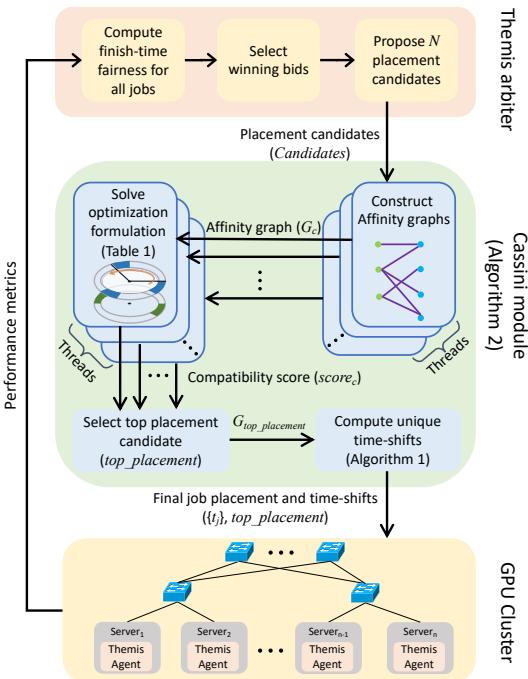 Compute
finish-time
fairness for
all jobs
Select
winning bids
Propose N
placement
candidates
Themis arbiter
Placement candidates
(Candidates)
Solve
optimization
formulation
(Table 1)
Affinity graph (Gc)
Construct
Affinity graphs
Threads
Threads
Cassini module
(Algorithm 2)
Performance metrics
Compatibility score (scorec)
Select top placement
candidate
(top_placement)
Gtop_placement
Compute unique
time-shifts
(Algorithm 1)
Final job placement and time-shifts
({tj}, top_placement)
GPU Cluster
Server1
Themis
Agent
Server2
Themis
Agent
Servern-1
Themis
Agent
Servern
Themis
Agent